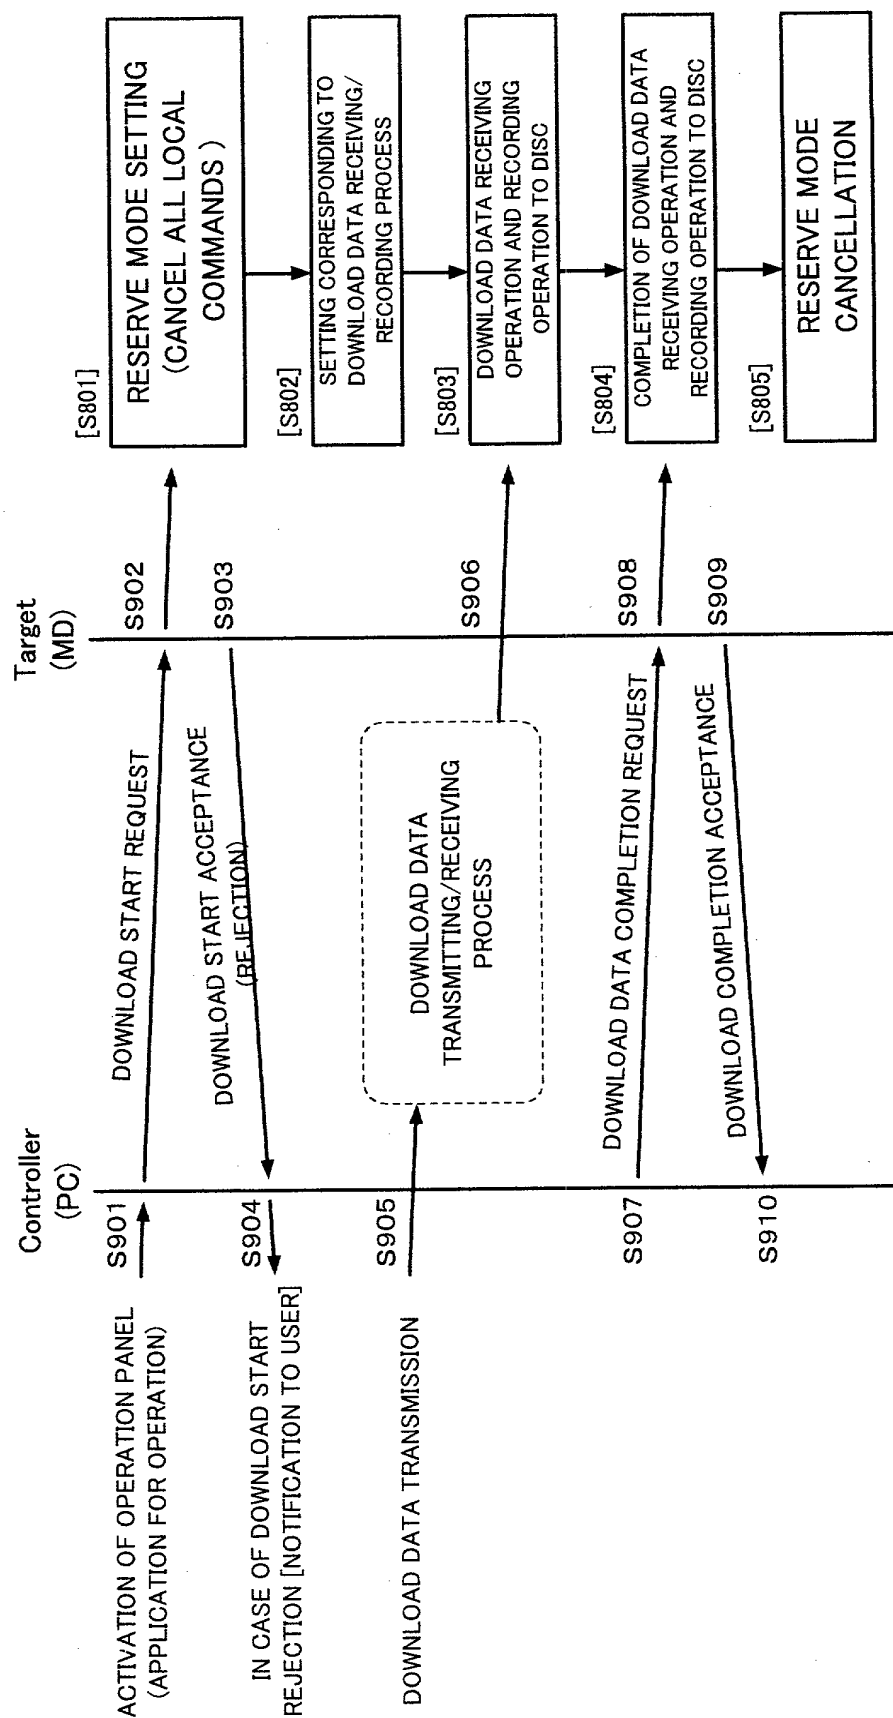 Controller
(PC)
Target
(MD)
ACTIVATION OF OPERATION PANEL
(APPLICATION FOR OPERATION)
S901
DOWNLOAD START REQUEST
S902
[S801]
RESERVE MODE SETTING
(CANCEL ALL LOCAL
COMMANDS )
DOWNLOAD START ACCEPTANCE
(REJECTION)
S903
S904
IN CASE OF DOWNLOAD START
REJECTION [NOTIFICATION TO USER]
[S802]
SETTING CORRESPONDING TO
DOWNLOAD DATA RECEIVING/
RECORDING PROCESS
DOWNLOAD DATA TRANSMISSION
S905
DOWNLOAD DATA
TRANSMITTING/RECEIVING
PROCESS
S906
[S803]
DOWNLOAD DATA RECEIVING
OPERATION AND RECORDING
OPERATION TO DISC
S907
DOWNLOAD DATA COMPLETION REQUEST
S908
[S804]
COMPLETION OF DOWNLOAD DATA
RECEIVING OPERATION AND
RECORDING OPERATION TO DISC
DOWNLOAD COMPLETION ACCEPTANCE
S909
S910
[S805]
RESERVE MODE
CANCELLATION